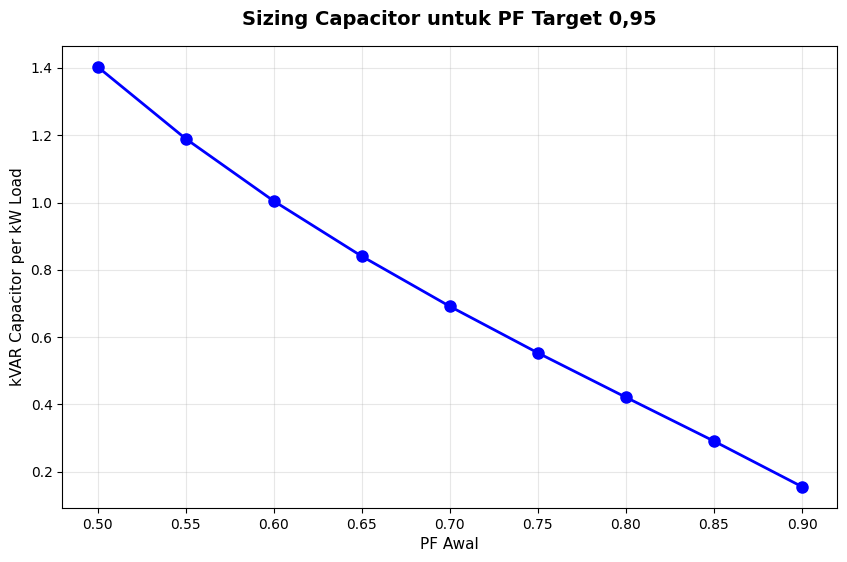 Sizing Capacitor untuk PF Target 0,95
kVAR Capacitor per kW Load
1.4
1.2
1.0
0.8
0.6
0.4
0.2
0.50 0.55 0.60 0.65 0.70 0.75 0.80 0.85 0.90
PF Awal